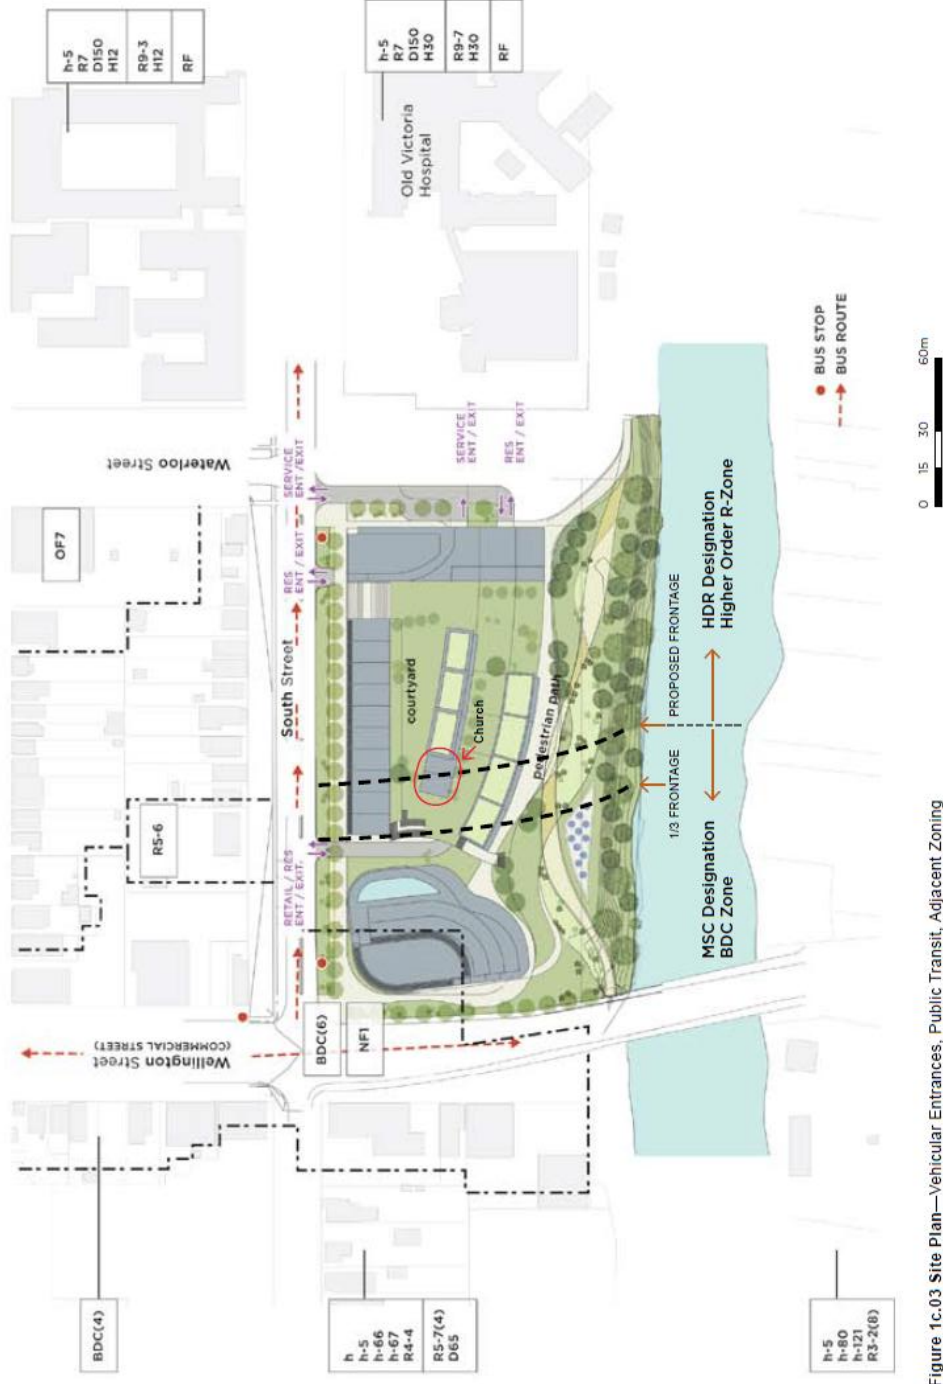 h-5
R7
D150
H12
R9-3
H12
RF
h-5
R7
D150
H30
R9-7
H30
RF
Old Victoria
Hospital
Waterloo Street
OF7
SERVICE
ENT / EXIT
RES
ENT / EXIT
SERVICE
ENT / EXIT
RES
ENT / EXIT
South Street
R5-6
RETAIL / RES
ENT / EXIT
courtyard
Church
pedestrian path
Wellington Street
(COMMERCIAL STREET)
BDC(6)
NF1
1/3 FRONTAGE
PROPOSED FRONTAGE
MSC Designation
BDC Zone
HDR Designation
Higher Order R-Zone
BUS STOP
BUS ROUTE
BDC(4)
h
h-5
h-66
h-67
R4-4
R5-7(4)
D65
h-5
h-80
h-121
R3-2(8)
0 15 30 60m
Figure 1c.03 Site Plan—Vehicular Entrances, Public Transit, Adjacent Zoning